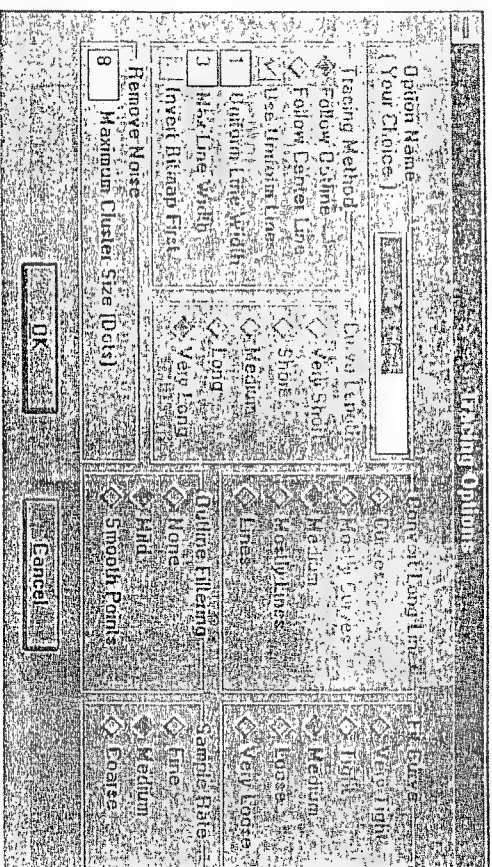 Tracing Options
Option Name
(Your Choice)
Tracing Method
Follow Outline
Follow Center Line
Use Uniform Lines
1 Uniform Line Width
3 Max Line Width
Invert Bitmap First
Curve Length
Very Short
Short
Medium
Long
Very Long
Convert Long Lines
Curves
Mostly Curves
Medium
Mostly Lines
Lines
Fit Curve
Very Tight
Tight
Medium
Loose
Very Loose
Remove Noise
8 Maximum Cluster Size (Dots)
Outline Filtering
None
Mild
Smooth Points
Sample Rate
Fine
Medium
Coarse
OK
Cancel